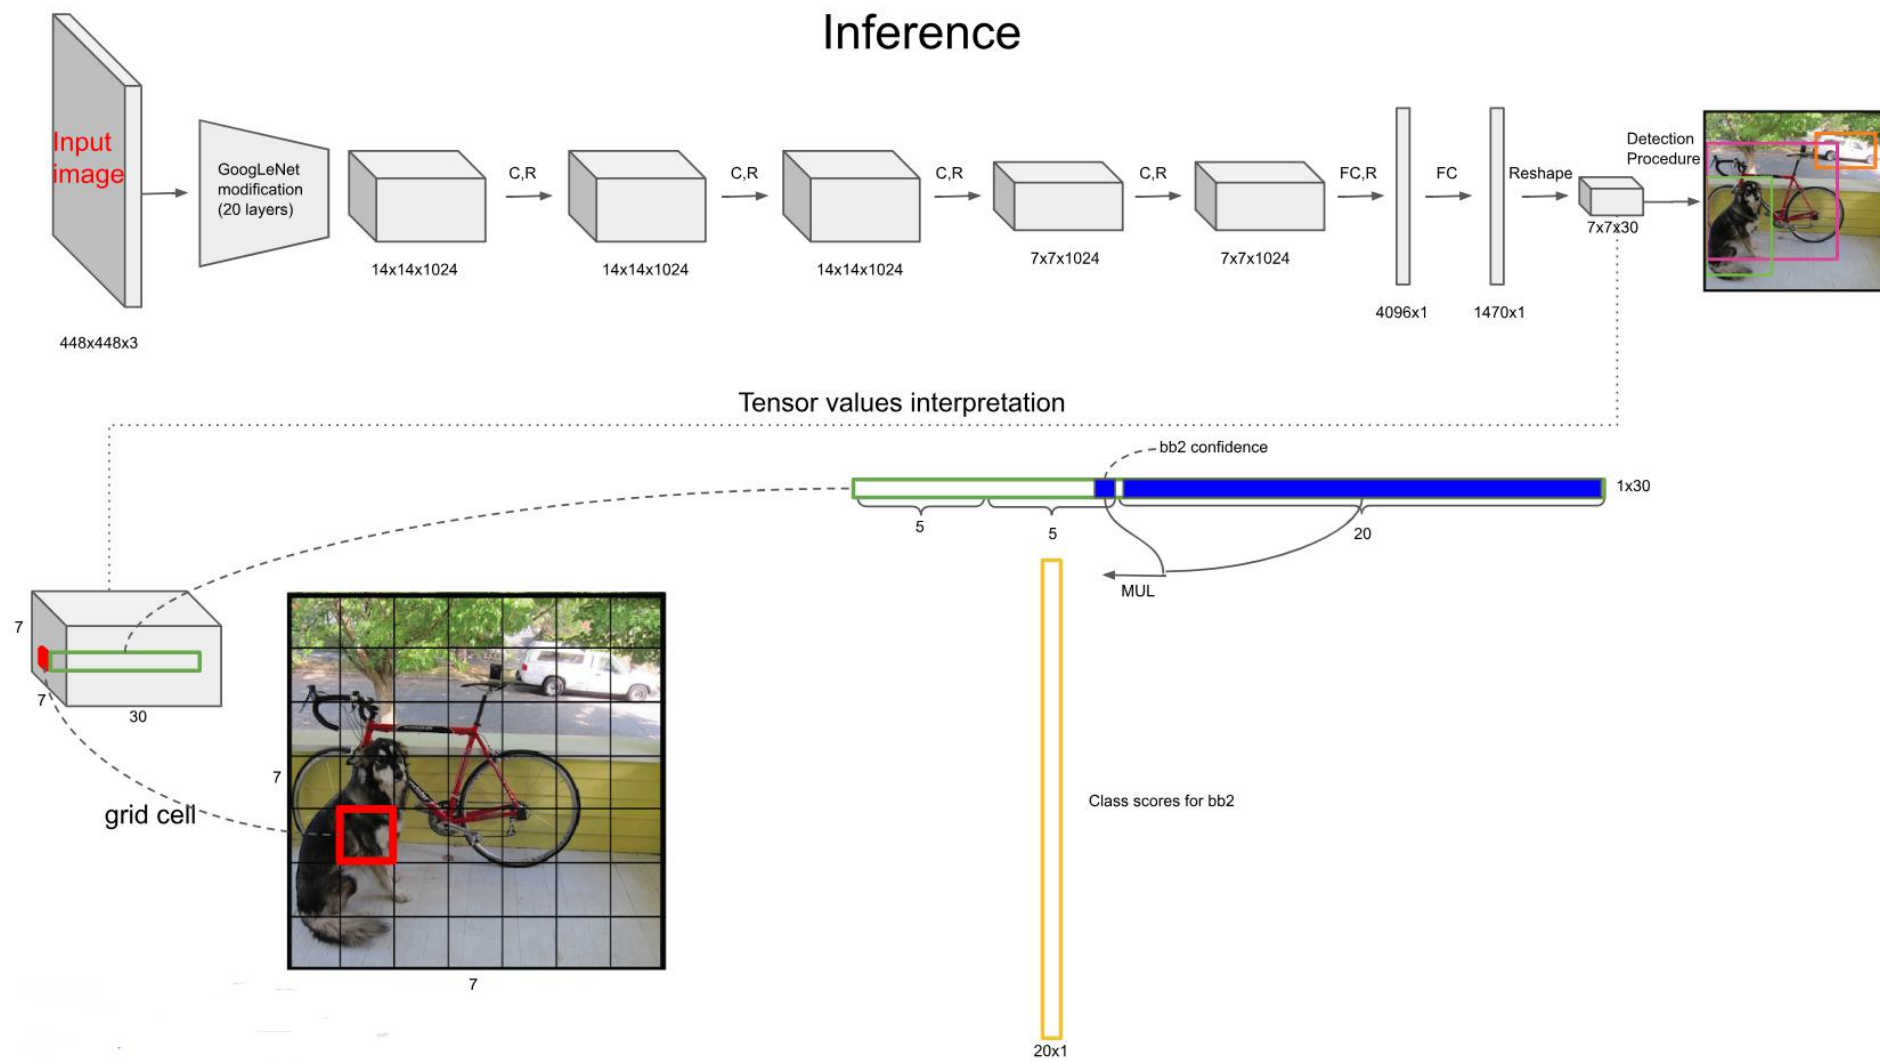 Inference
Input
image
448x448x3
GoogLeNet
modification
(20 layers)
14x14x1024
C,R
14x14x1024
C,R
14x14x1024
C,R
7x7x1024
C,R
7x7x1024
FC,R
4096x1
FC
1470x1
Reshape
7x7x30
Detection
Procedure
Tensor values interpretation
bb2 confidence
1x30
5
5
20
MUL
7
7
30
grid cell
7
7
Class scores for bb2
20x1